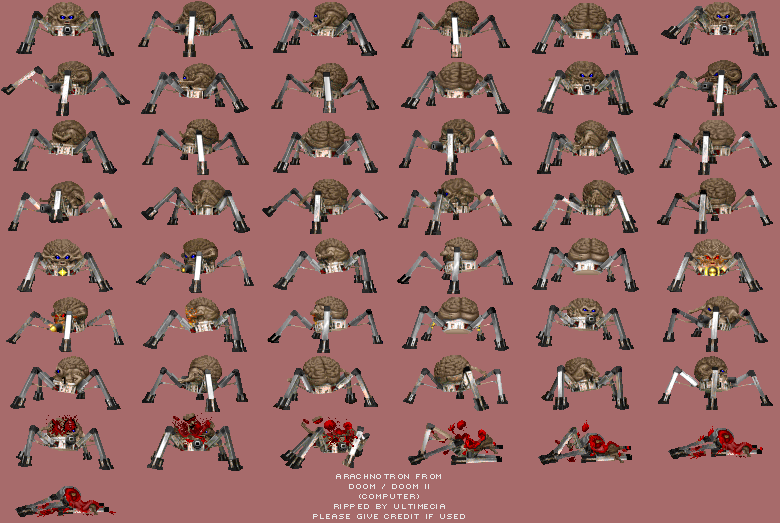 ARACHNOTRON FROM
DOOM / DOOM II
(COMPUTER)
RIPPED BY ULTIMECIA
PLEASE GIVE CREDIT IF USED